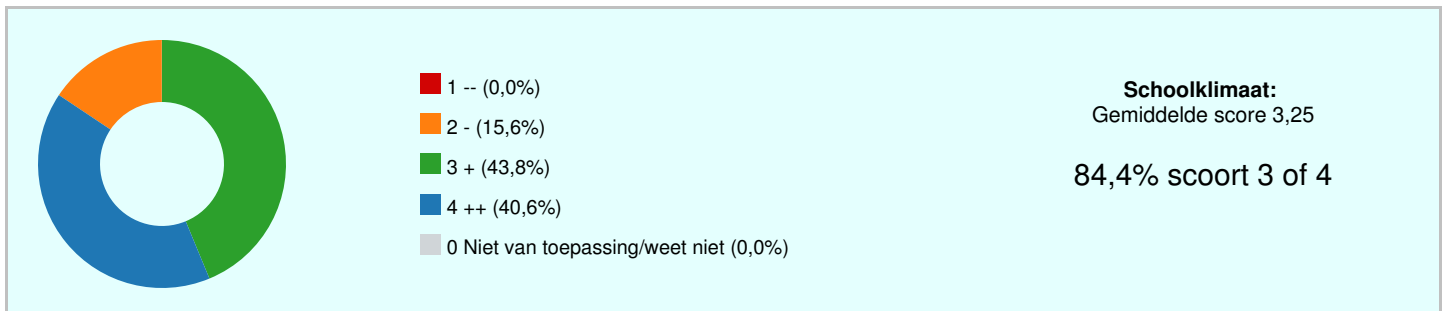 1 -- (0,0%)
2 - (15,6%)
3 + (43,8%)
4 ++ (40,6%)
0 Niet van toepassing/weet niet (0,0%)
Schoolklimaat:
Gemiddelde score 3,25
84,4% scoort 3 of 4